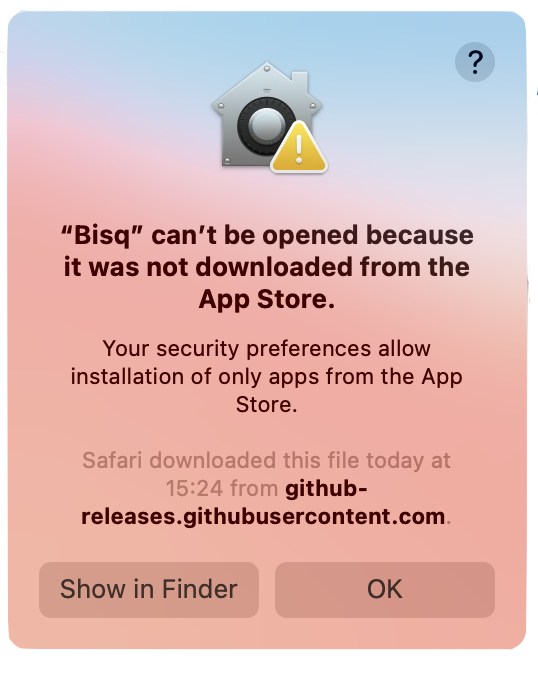 ?
“Bisq” can’t be opened because
it was not downloaded from the
App Store.
Your security preferences allow
installation of only apps from the App
Store.
Safari downloaded this file today at
15:24 from github-
releases.githubusercontent.com.
Show in Finder
OK